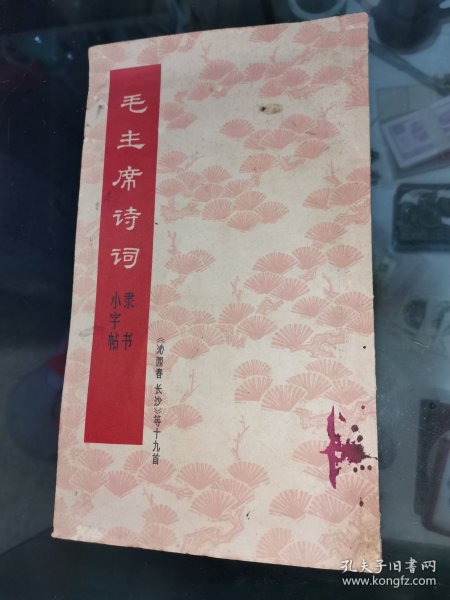 毛主席诗词
隶书
小字帖
《沁園春 长沙》等十九首
孔夫子旧书网
www.kongfz.com